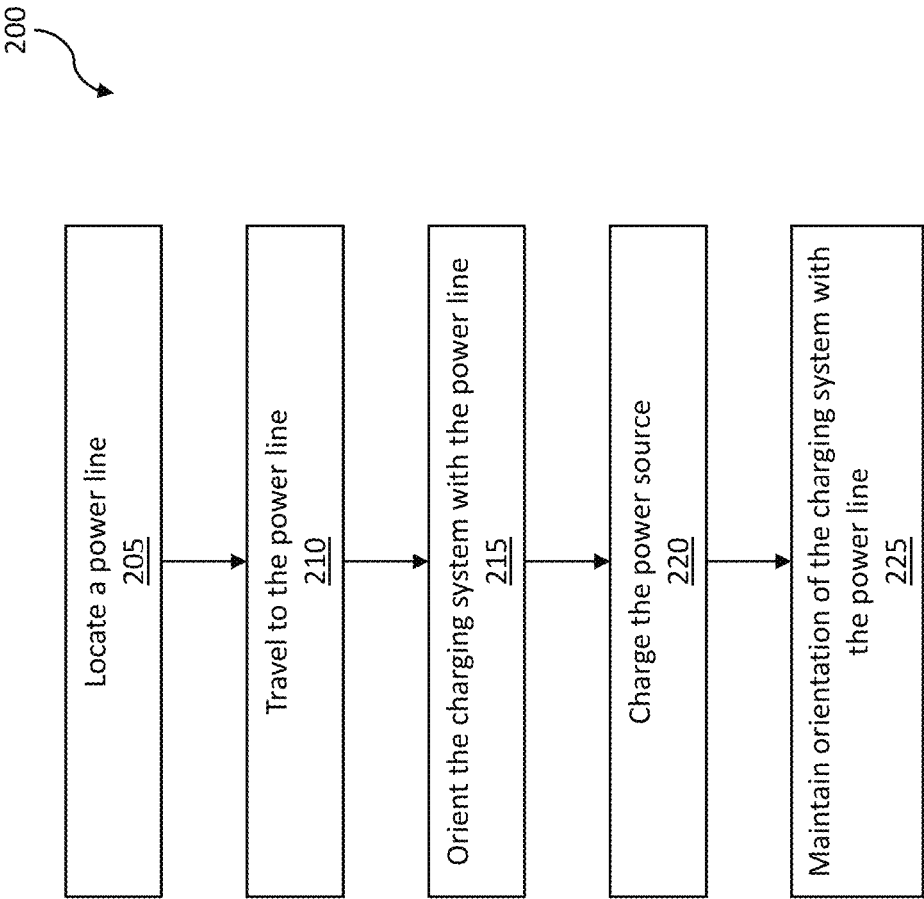 200
Locate a power line
205
Travel to the power line
210
Orient the charging system with the power line
215
Charge the power source
220
Maintain orientation of the charging system with
the power line
225